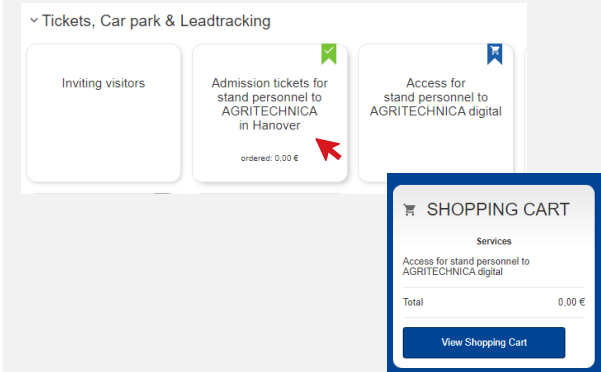 Tickets, Car park & Leadtracking
Inviting visitors
Admission tickets for
stand personnel to
AGRITECHNICA
in Hanover
ordered: 0,00 €
Access for
stand personnel to
AGRITECHNICA digital
SHOPPING CART
Services
Access for stand personnel to
AGRITECHNICA digital
Total 0,00 €
View Shopping Cart